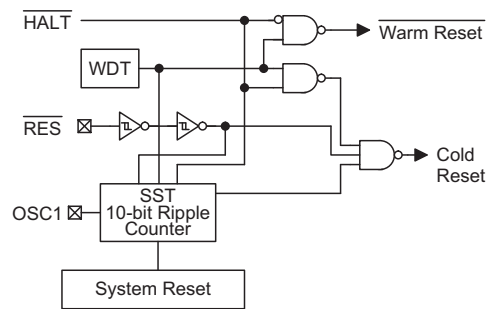 HALT
Warm Reset
WDT
RES
Cold
Reset
SST
10-bit Ripple
Counter
OSC1
System Reset